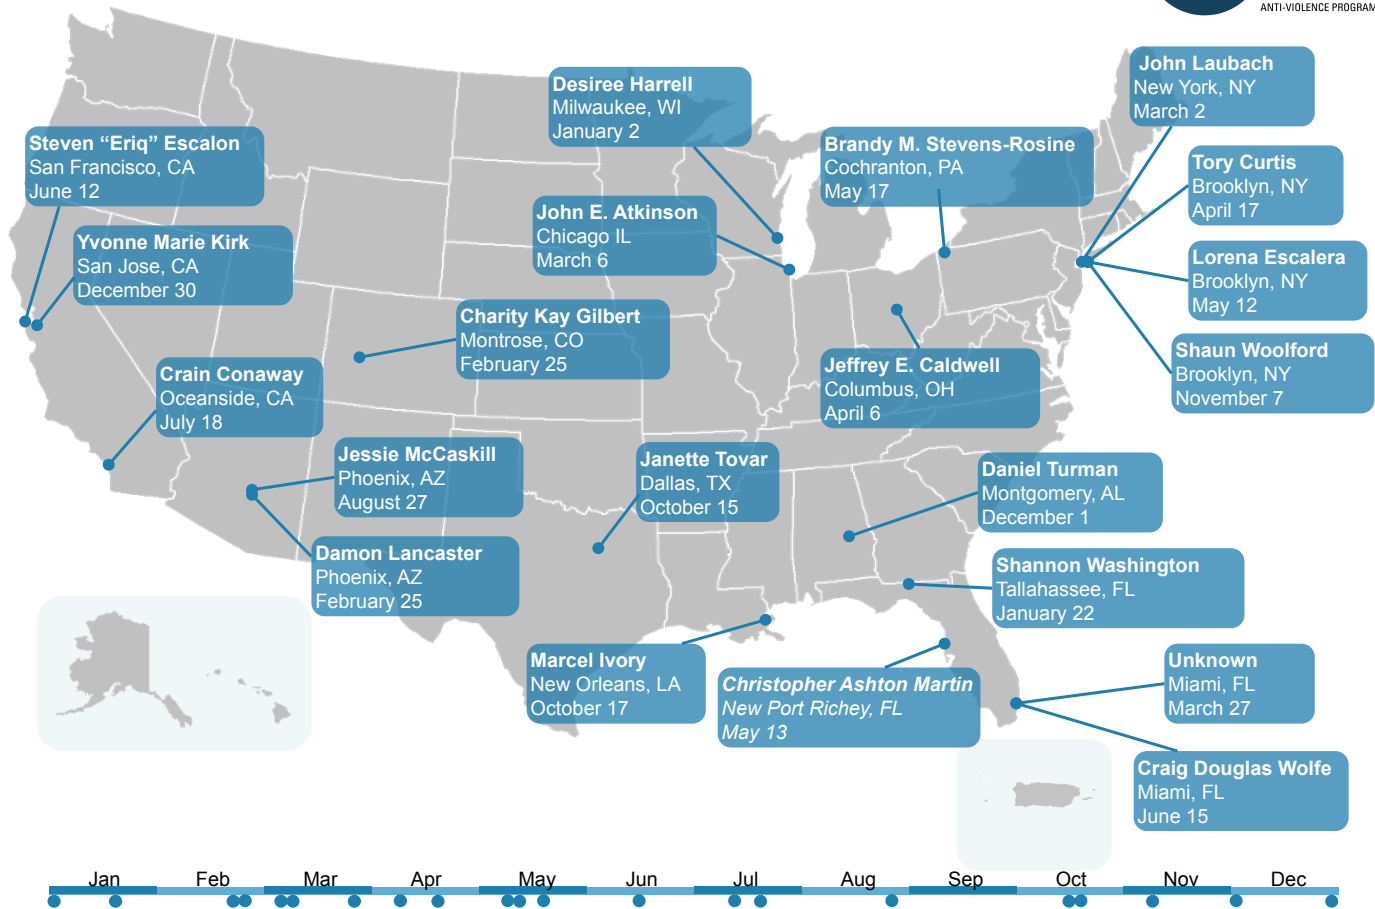 ANTI-VIOLENCE PROGRAM
John Laubach
New York, NY
March 2
Desiree Harrell
Milwaukee, WI
January 2
Steven “Eriq” Escalon
San Francisco, CA
June 12
Brandy M. Stevens-Rosine
Cochranton, PA
May 17
Tory Curtis
Brooklyn, NY
April 17
John E. Atkinson
Chicago IL
March 6
Yvonne Marie Kirk
San Jose, CA
December 30
Lorena Escalera
Brooklyn, NY
May 12
Charity Kay Gilbert
Montrose, CO
February 25
Shaun Woolford
Brooklyn, NY
November 7
Jeffrey E. Caldwell
Columbus, OH
April 6
Crain Conaway
Oceanside, CA
July 18
Jessie McCaskill
Phoenix, AZ
August 27
Janette Tovar
Dallas, TX
October 15
Daniel Turman
Montgomery, AL
December 1
Damon Lancaster
Phoenix, AZ
February 25
Shannon Washington
Tallahassee, FL
January 22
Marcel Ivory
New Orleans, LA
October 17
Christopher Ashton Martin
New Port Richey, FL
May 13
Unknown
Miami, FL
March 27
Craig Douglas Wolfe
Miami, FL
June 15
Jan Feb Mar Apr May Jun Jul Aug Sep Oct Nov Dec